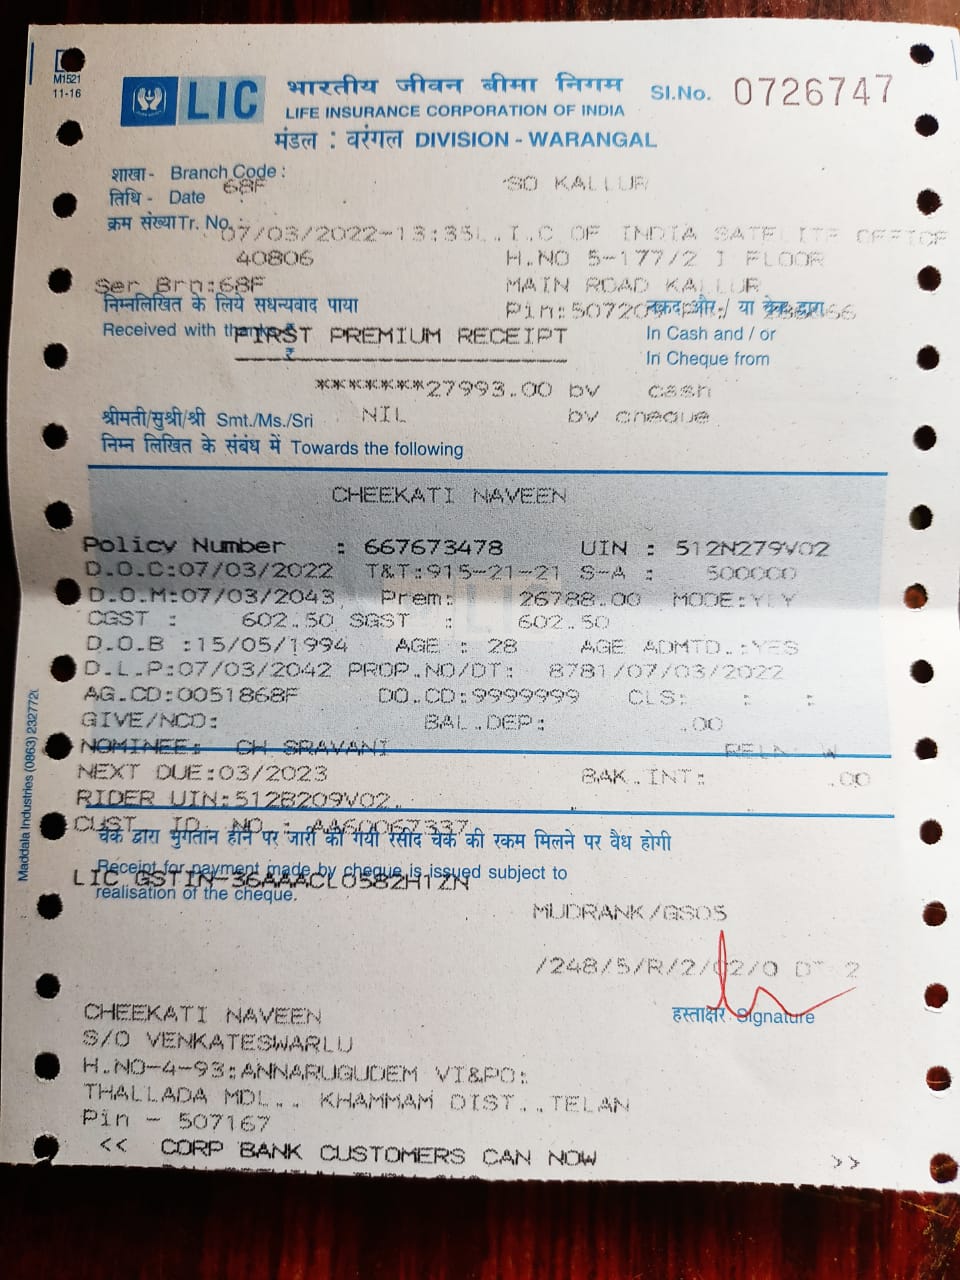 M1521
11-16
LIC
भारतीय जीवन बीमा निगम
LIFE INSURANCE CORPORATION OF INDIA
Sl.No. 0726747
मंडल : वरंगल DIVISION - WARANGAL
शाखा - Branch Code :
68F SO KALLUR
तिथि - Date :
क्रम संख्या Tr. No. :
07/03/2022-13:35L.I.C OF INDIA SATELITE OFFICE
40806 H.NO 5-177/2 I FLOOR
Ser Brn:68F MAIN ROAD KALLUR
निम्नलिखित के लिये सधन्यवाद पाया नकद और / या चेक द्वारा
Received with In Cash and / or
FIRST PREMIUM RECEIPT
₹ In Cheque from
*******27993.00 by cash
श्रीमती/सुश्री/श्री Smt./Ms./Sri NIL by cheque
निम्न लिखित के संबंध में Towards the following
CHEEKATI NAVEEN
Policy Number : 667673478 UIN : 512N279V02
D.O.C:07/03/2022 T&T:915-21-21 S-A : 500000
D.O.M:07/03/2043 Prem: 26788.00 MODE:YLY
CGST : 602.50 SGST : 602.50
D.O.B :15/05/1994 AGE : 28 AGE ADMTD.:YES
D.L.P:07/03/2042 PROP.NO/DT: 8781/07/03/2022
AG.CD:0051868F DO.CD:9999999 CLS: : :
GIVE/NCO: BAL.DEP: .00
NOMINEE: CH SRAVANI RELN W
NEXT DUE:03/2023 BAK.INT: .00
RIDER UIN:512B209V02.
CUST ID. NO : AA60067337
चेक द्वारा भुगतान होने पर जारी की गयी रसीद चेक की रकम मिलने पर वैध होगी
Receipt for payment made by cheque is issued subject to
LIC GSTIN-36AAACL0582H1ZN
realisation of the cheque.
MUDRANK/GS05
/248/5/R/2/02/0 DT 2
हस्ताक्षर Signature
CHEEKATI NAVEEN
S/O VENKATESWARLU
H.NO-4-93:ANNARUGUDEM VI&PO:
THALLADA MDL.. KHAMMAM DIST..TELAN
Pin - 507167
<< CORP BANK CUSTOMERS CAN NOW >>
Maddala Industries (0863) 2327720